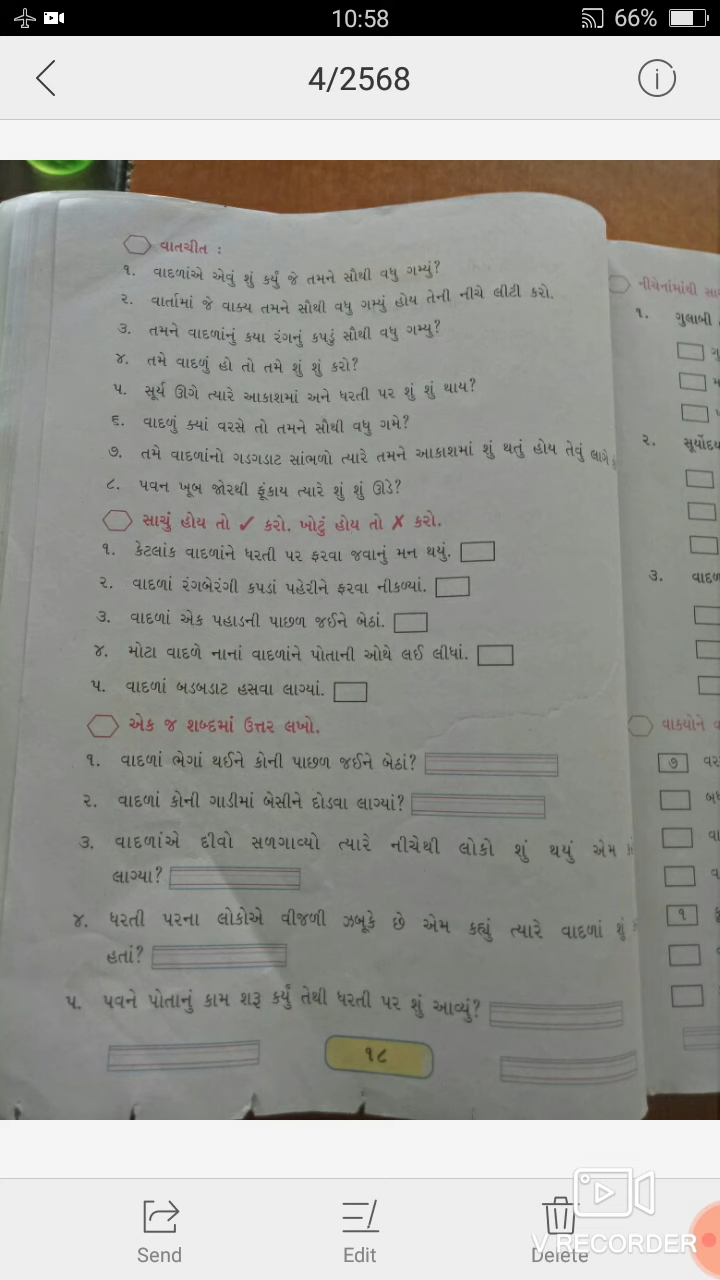 10:58
66%
4/2568
વાતચીત :
૧. વાદળાંએ એવું શું કર્યું જે તમને સૌથી વધુ ગમ્યું?
૨. વાર્તામાં જે વાક્ય તમને સૌથી વધુ ગમ્યું હોય તેની નીચે લીટી કરો.
૩. તમને વાદળાંનું કયા રંગનું કપડું સૌથી વધુ ગમ્યુ?
૪. તમે વાદળું હો તો તમે શું શું કરો?
૫. સૂર્ય ઊગે ત્યારે આકાશમાં અને ધરતી પર શું શું થાય?
૬. વાદળું ક્યાં વરસે તો તમને સૌથી વધુ ગમે?
૭. તમે વાદળાંનો ગડગડાટ સાંભળો ત્યારે તમને આકાશમાં શું થતું હોય તેવું લાગે
૮. પવન ખૂબ જોરથી ફૂંકાય ત્યારે શું શું ઊડે?
સાચું હોય તો ✓ કરો. ખોટું હોય તો ✗ કરો.
૧. કેટલાંક વાદળાંને ધરતી પર ફરવા જવાનું મન થયું.
૨. વાદળાં રંગબેરંગી કપડાં પહેરીને ફરવા નીકળ્યાં.
૩. વાદળાં એક પહાડની પાછળ જઈને બેઠાં.
૪. મોટા વાદળે નાનાં વાદળાંને પોતાની ઓથે લઈ લીધાં.
૫. વાદળાં બડબડાટ હસવા લાગ્યાં.
એક જ શબ્દમાં ઉત્તર લખો.
૧. વાદળાં ભેગાં થઈને કોની પાછળ જઈને બેઠાં?
૨. વાદળાં કોની ગાડીમાં બેસીને દોડવા લાગ્યાં?
૩. વાદળાંએ દીવો સળગાવ્યો ત્યારે નીચેથી લોકો શું થયું એમ
લાગ્યા?
૪. ધરતી પરના લોકોએ વીજળી ઝબૂકે છે એમ કહ્યું ત્યારે વાદળાં શું
હતાં?
૫. પવને પોતાનું કામ શરૂ કર્યું તેથી ધરતી પર શું આવ્યું?
૧૮
નીચેનાંમાંથી
૧. ગુલાબી
૨.
૩.
વાક્યોને
૭
૧
Send
Edit
Delete
V RECORDER